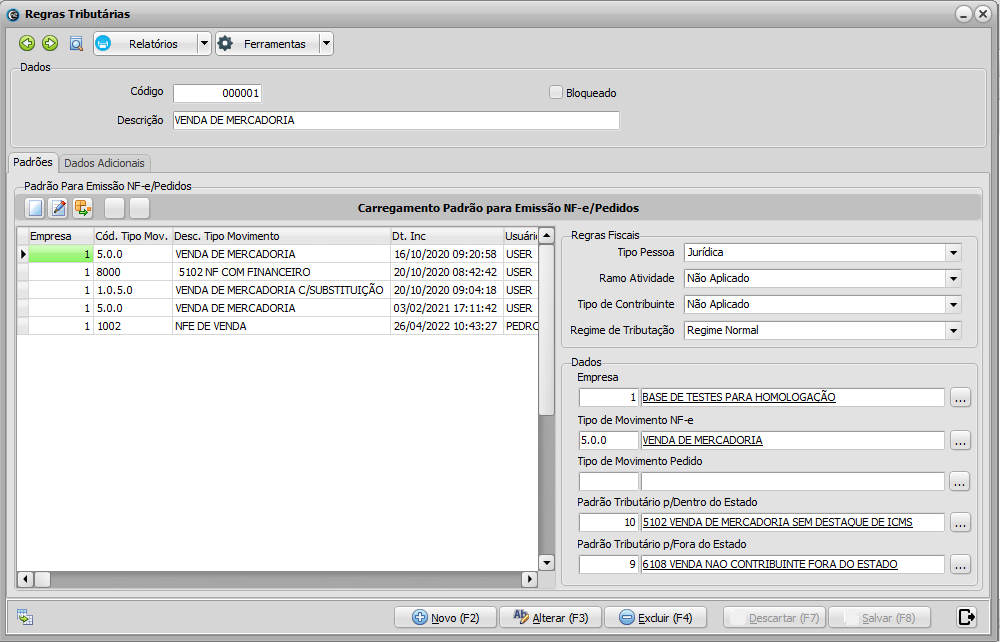 Regras Tributárias
Relatórios Ferramentas
Dados
Código 000001 Bloqueado
Descrição VENDA DE MERCADORIA
Padrões Dados Adicionais
Padrão Para Emissão NF-e/Pedidos
Carregamento Padrão para Emissão NF-e/Pedidos
Empresa Cód. Tipo Mov. Desc. Tipo Movimento Dt. Inc Usuári
1 5.0.0 VENDA DE MERCADORIA 16/10/2020 09:20:58 USER
1 8000 5102 NF COM FINANCEIRO 20/10/2020 08:42:42 USER
1 1.0.5.0 VENDA DE MERCADORIA C/SUBSTITUIÇÃO 20/10/2020 09:04:18 USER
1 5.0.0 VENDA DE MERCADORIA 03/02/2021 17:11:42 USER
1 1002 NFE DE VENDA 26/04/2022 10:43:27 PEDRO
Regras Fiscais
Tipo Pessoa Jurídica
Ramo Atividade Não Aplicado
Tipo de Contribuinte Não Aplicado
Regime de Tributação Regime Normal
Dados
Empresa
1 BASE DE TESTES PARA HOMOLOGAÇÃO ...
Tipo de Movimento NF-e
5.0.0 VENDA DE MERCADORIA ...
Tipo de Movimento Pedido
...
Padrão Tributário p/Dentro do Estado
10 5102 VENDA DE MERCADORIA SEM DESTAQUE DE ICMS ...
Padrão Tributário p/Fora do Estado
9 6108 VENDA NAO CONTRIBUINTE FORA DO ESTADO ...
Novo (F2) Alterar (F3) Excluir (F4) Descartar (F7) Salvar (F8)